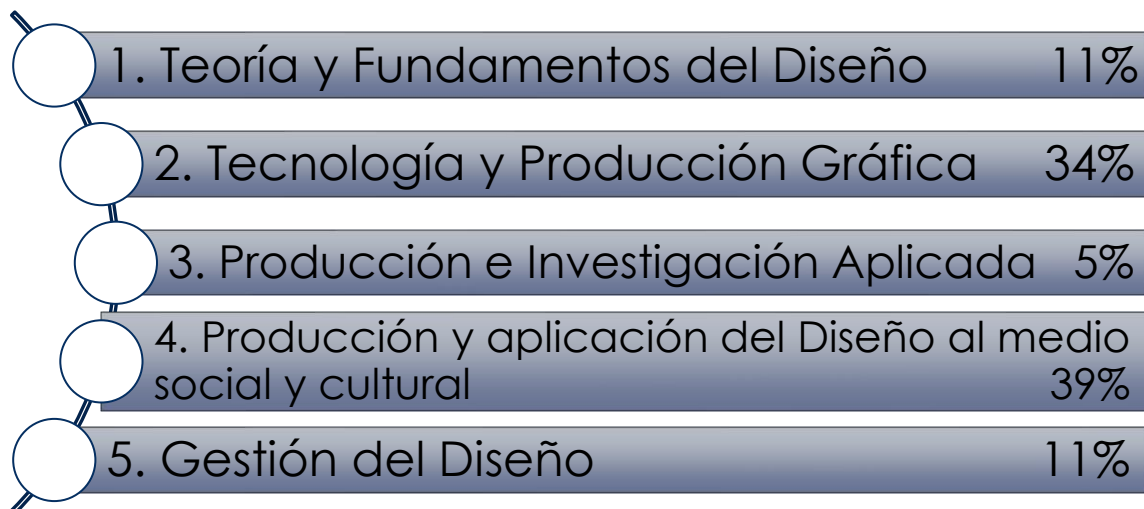 1. Teoría y Fundamentos del Diseño 11%
2. Tecnología y Producción Gráfica 34%
3. Producción e Investigación Aplicada 5%
4. Producción y aplicación del Diseño al medio
social y cultural 39%
5. Gestión del Diseño 11%